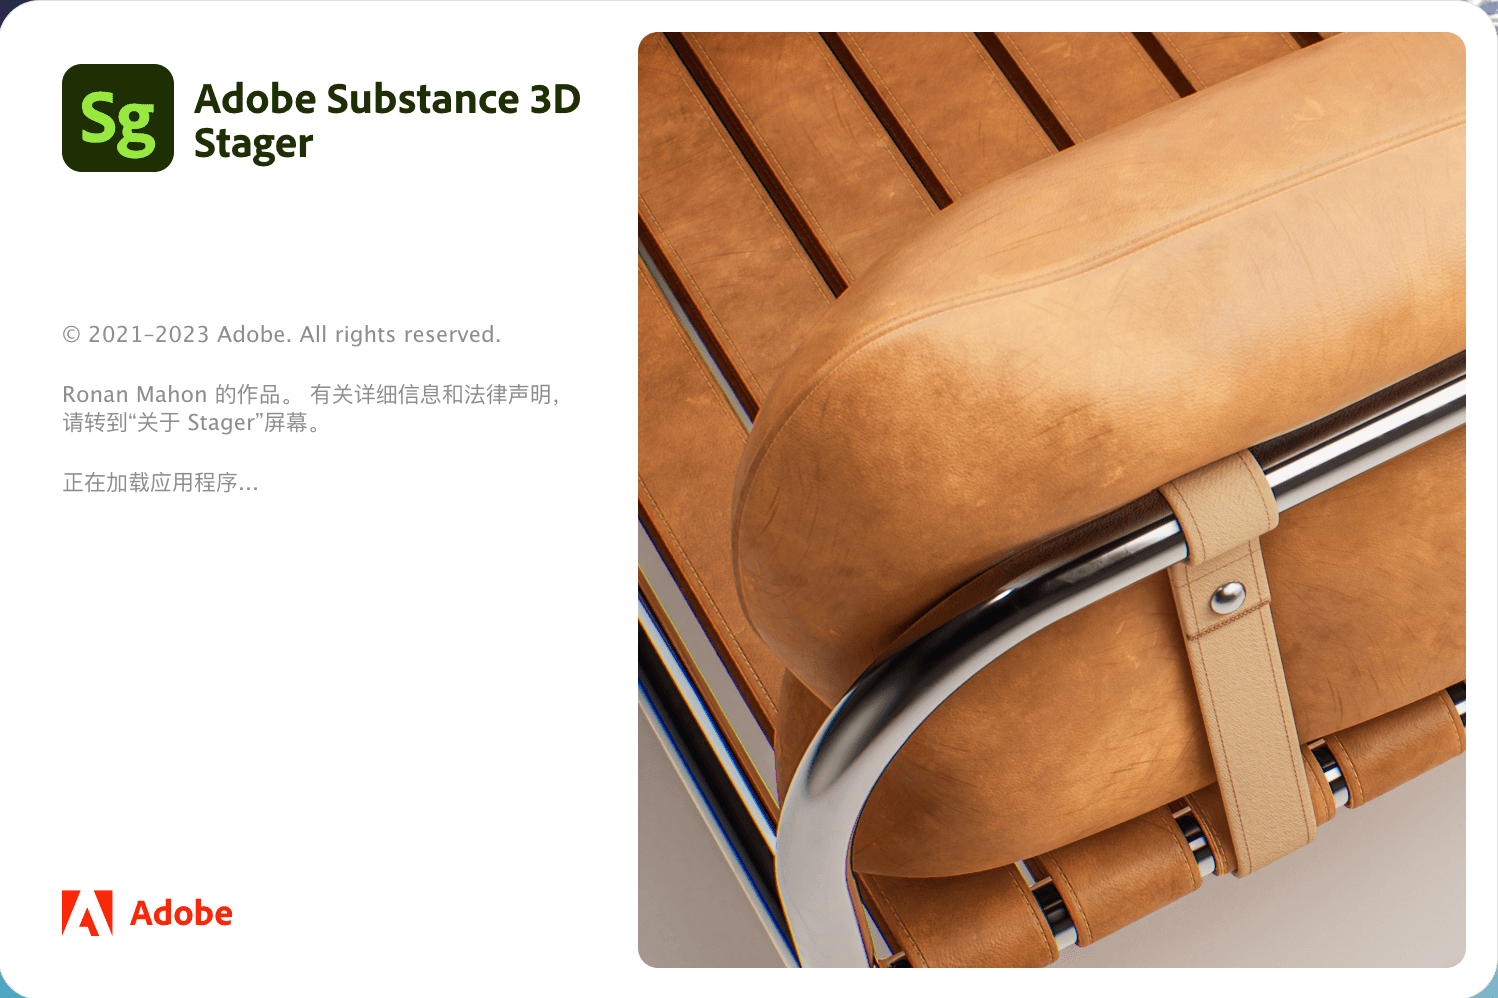 Sg
Adobe Substance 3D
Stager
© 2021–2023 Adobe. All rights reserved.
Ronan Mahon 的作品。 有关详细信息和法律声明，
请转到“关于 Stager”屏幕。
正在加载应用程序...
Adobe